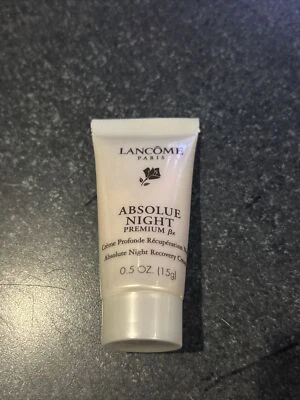 LANCÔME
PARIS
ABSOLUE
NIGHT
PREMIUM βx
Crème Profonde Récupération
Absolute Night Recovery
0.5 OZ. (15g)